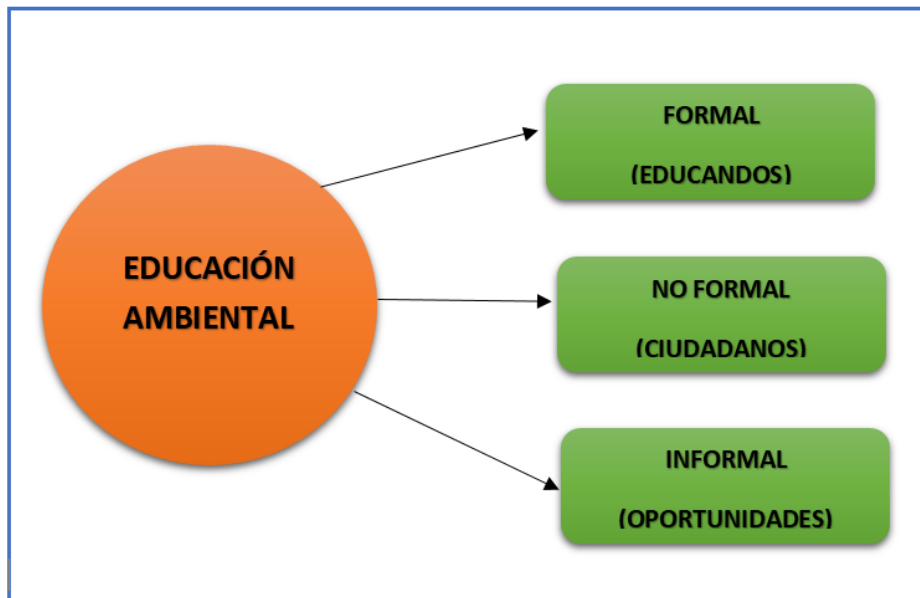 EDUCACIÓN
AMBIENTAL
FORMAL
(EDUCANDOS)
NO FORMAL
(CIUDADANOS)
INFORMAL
(OPORTUNIDADES)